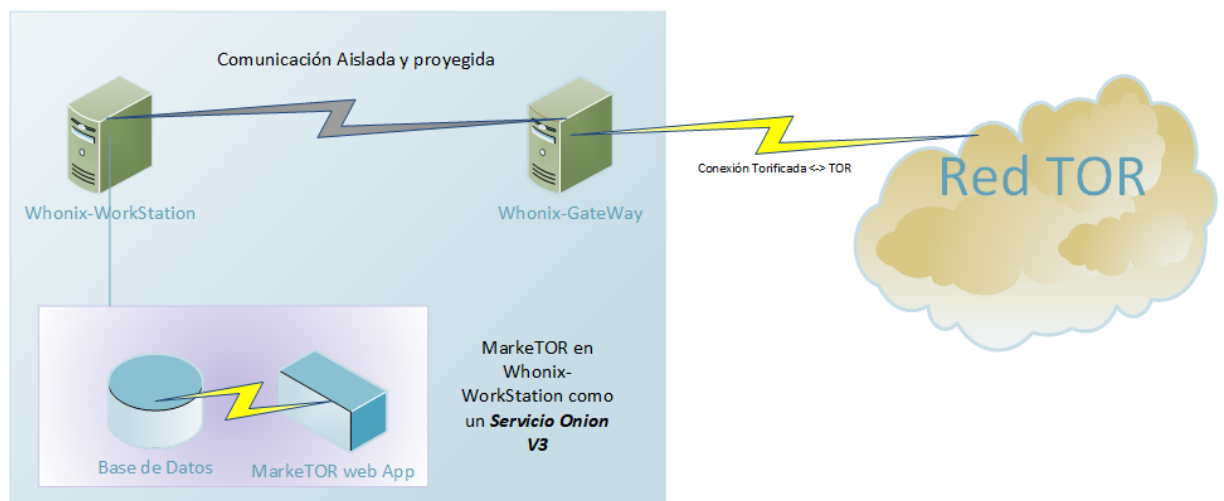 Comunicación Aislada y proyegida
Whonix-WorkStation
Whonix-GateWay
Conexión Torificada <-> TOR
Red TOR
MarkeTOR en
Whonix-
WorkStation como
un Servicio Onion
V3
Base de Datos
MarkeTOR web App